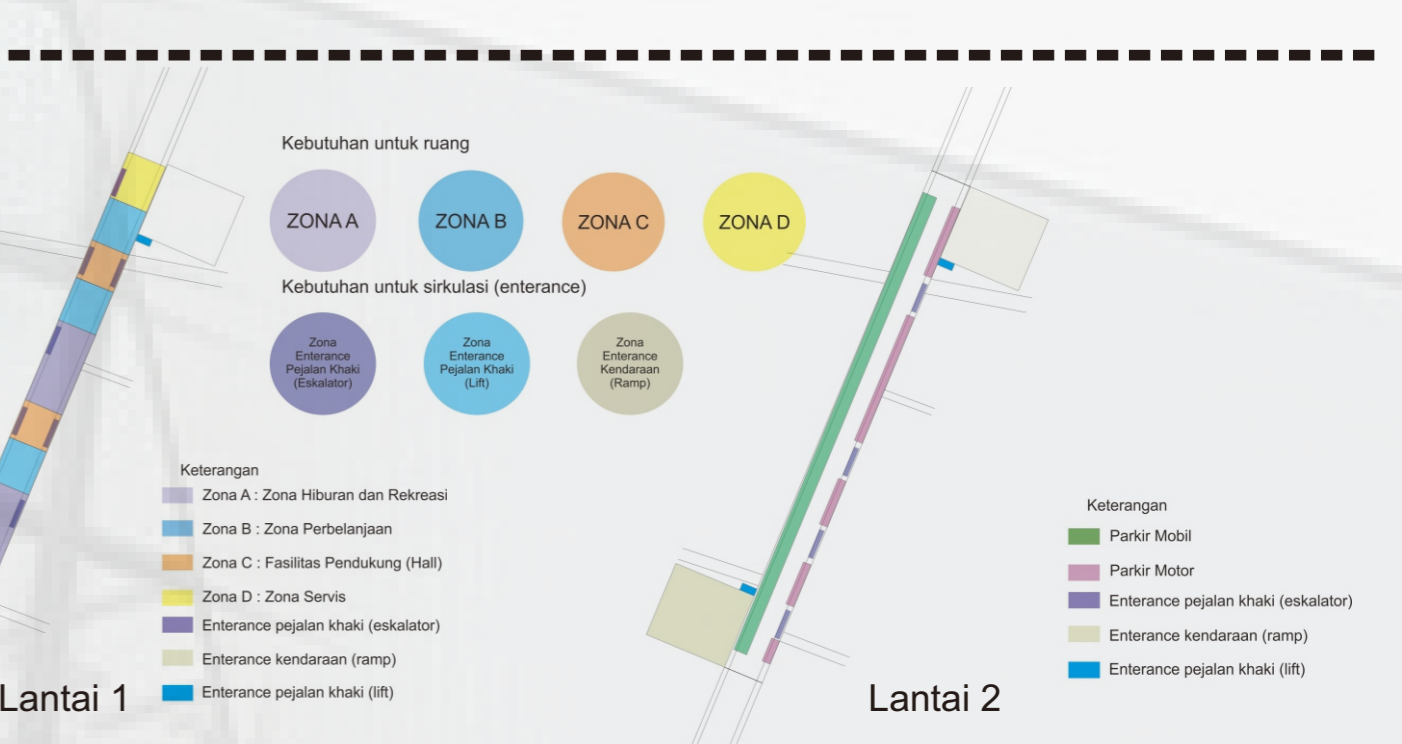 Kebutuhan untuk ruang
ZONA A
ZONA B
ZONA C
ZONA D
Kebutuhan untuk sirkulasi (enterance)
Zona
Enterance
Pejalan Khaki
(Eskalator)
Zona
Enterance
Pejalan Khaki
(Lift)
Zona
Enterance
Kendaraan
(Ramp)
Keterangan
Zona A : Zona Hiburan dan Rekreasi
Zona B : Zona Perbelanjaan
Zona C : Fasilitas Pendukung (Hall)
Zona D : Zona Servis
Enterance pejalan khaki (eskalator)
Enterance kendaraan (ramp)
Enterance pejalan khaki (lift)
Lantai 1
Keterangan
Parkir Mobil
Parkir Motor
Enterance pejalan khaki (eskalator)
Enterance kendaraan (ramp)
Enterance pejalan khaki (lift)
Lantai 2